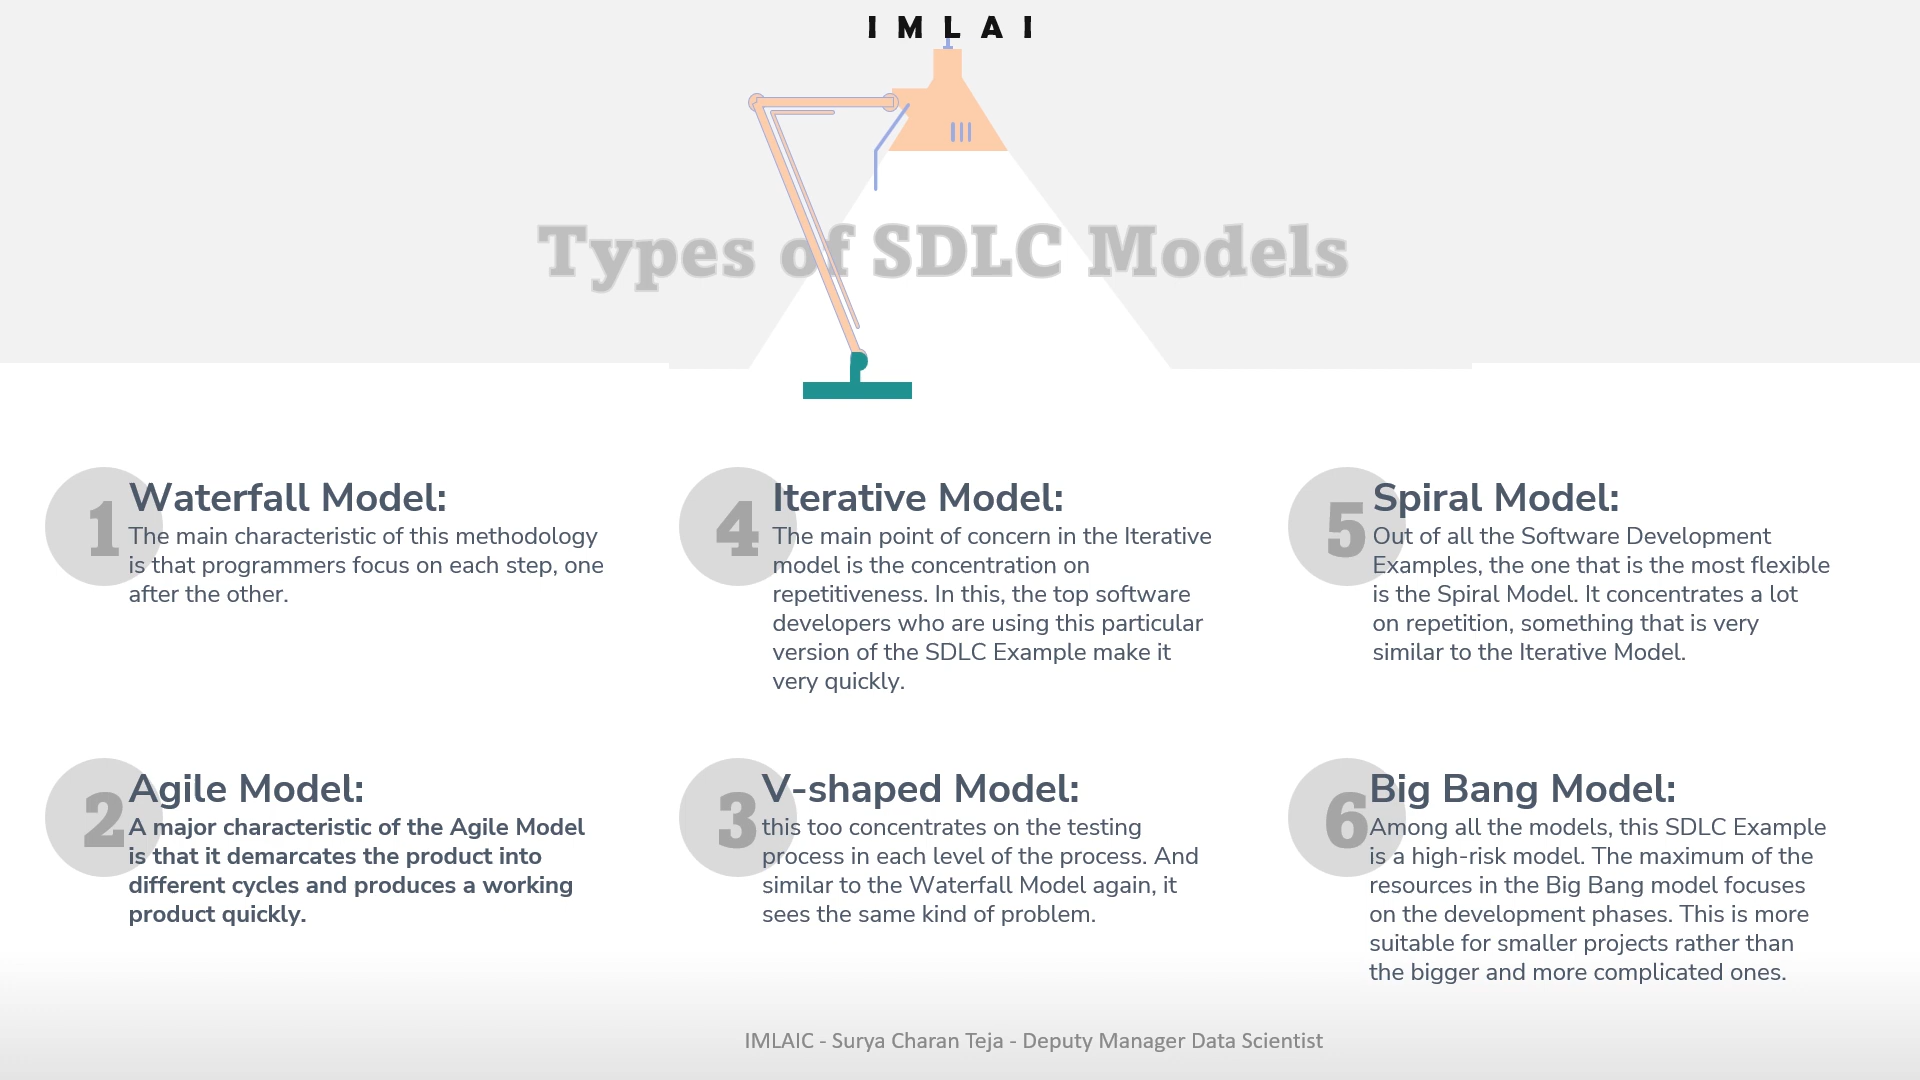 IMLAI
Types of SDLC Models
1
Waterfall Model:
The main characteristic of this methodology
is that programmers focus on each step, one
after the other.
4
Iterative Model:
The main point of concern in the Iterative
model is the concentration on
repetitiveness. In this, the top software
developers who are using this particular
version of the SDLC Example make it
very quickly.
5
Spiral Model:
Out of all the Software Development
Examples, the one that is the most flexible
is the Spiral Model. It concentrates a lot
on repetition, something that is very
similar to the Iterative Model.
2
Agile Model:
A major characteristic of the Agile Model
is that it demarcates the product into
different cycles and produces a working
product quickly.
3
V-shaped Model:
this too concentrates on the testing
process in each level of the process. And
similar to the Waterfall Model again, it
sees the same kind of problem.
6
Big Bang Model:
Among all the models, this SDLC Example
is a high-risk model. The maximum of the
resources in the Big Bang model focuses
on the development phases. This is more
suitable for smaller projects rather than
the bigger and more complicated ones.
IMLAIC - Surya Charan Teja - Deputy Manager Data Scientist